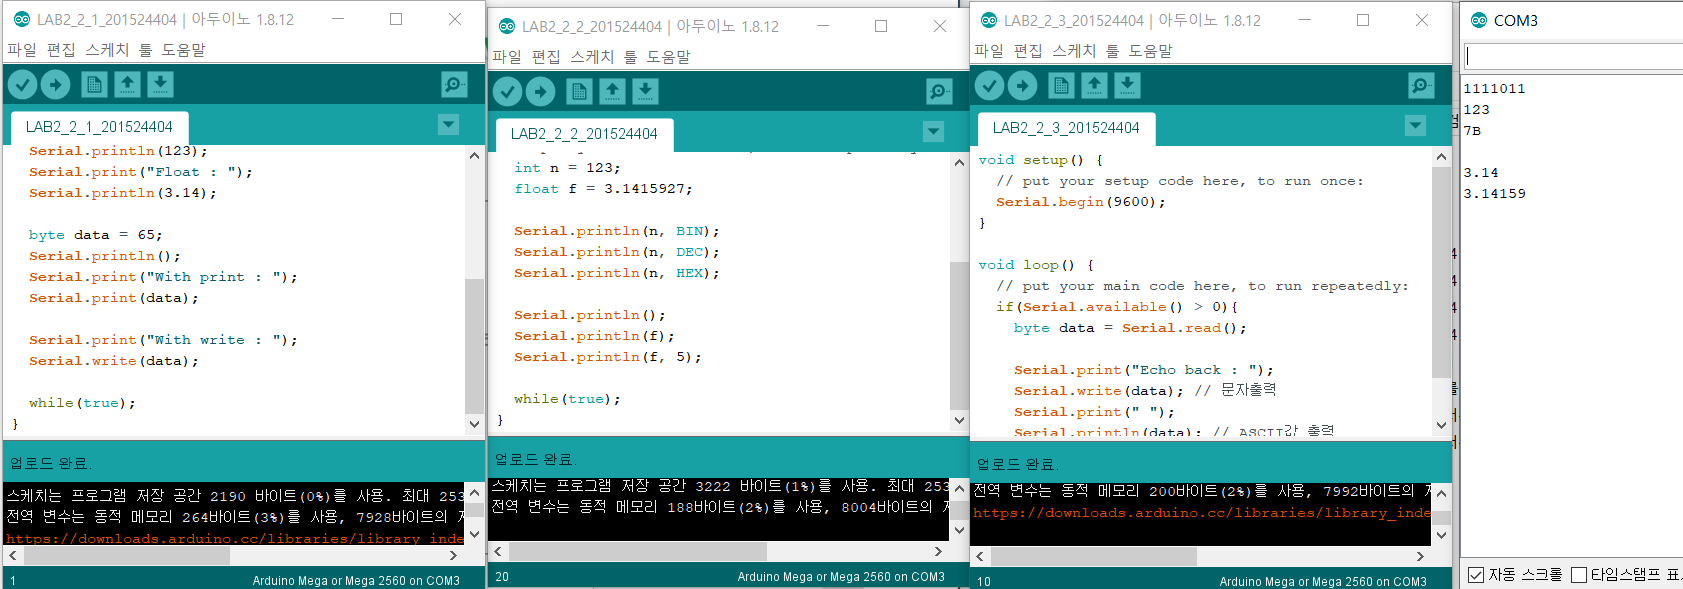 LAB2_2_1_201524404 | 아두이노 1.8.12
파일 편집 스케치 툴 도움말
LAB2_2_1_201524404
Serial.println(123);
Serial.print("Float : ");
Serial.println(3.14);
byte data = 65;
Serial.println();
Serial.print("With print : ");
Serial.print(data);
Serial.print("With write : ");
Serial.write(data);
while(true);
}
업로드 완료.
스케치는 프로그램 저장 공간 2190 바이트(0%)를 사용. 최대 253
전역 변수는 동적 메모리 264바이트(3%)를 사용, 7928바이트의
https://downloads.arduino.cc/libraries/library_inde
1
Arduino Mega or Mega 2560 on COM3
LAB2_2_2_201524404 | 아두이노 1.8.12
파일 편집 스케치 툴 도움말
LAB2_2_2_201524404
int n = 123;
float f = 3.1415927;
Serial.println(n, BIN);
Serial.println(n, DEC);
Serial.println(n, HEX);
Serial.println();
Serial.println(f);
Serial.println(f, 5);
while(true);
}
업로드 완료.
스케치는 프로그램 저장 공간 3222 바이트(1%)를 사용. 최대 253
전역 변수는 동적 메모리 188바이트(2%)를 사용, 8004바이트의
20
Arduino Mega or Mega 2560 on COM3
LAB2_2_3_201524404 | 아두이노 1.8.12
파일 편집 스케치 툴 도움말
LAB2_2_3_201524404
void setup() {
// put your setup code here, to run once:
Serial.begin(9600);
}
void loop() {
// put your main code here, to run repeatedly:
if(Serial.available() > 0){
byte data = Serial.read();
Serial.print("Echo back : ");
Serial.write(data); // 문자출력
Serial.print(" ");
Serial.println(data); // ASCII값 출력
업로드 완료.
전역 변수는 동적 메모리 200바이트(2%)를 사용, 7992바이트의
https://downloads.arduino.cc/libraries/library_inde
10
Arduino Mega or Mega 2560 on COM3
COM3
1111011
123
7B
3.14
3.14159
자동 스크롤 타임스탬프 표